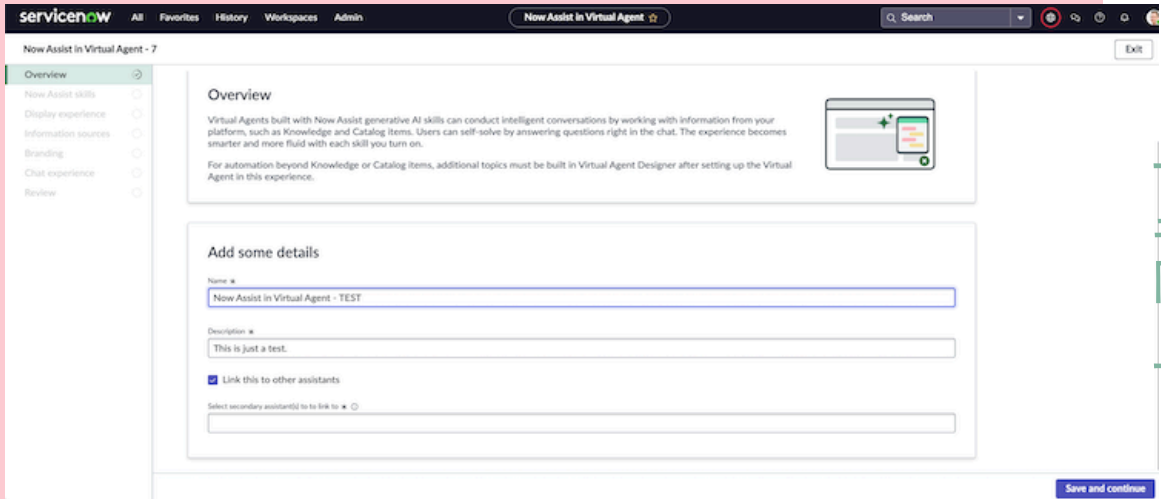 servicenow All Favorites History Workspaces Admin Now Assist in Virtual Agent Search
Now Assist in Virtual Agent - 7 Exit
Overview
Now Assist skills
Display experience
Information sources
Branding
Chat experience
Review
Overview
Virtual Agents built with Now Assist generative AI skills can conduct intelligent conversations by working with information from your
platform, such as Knowledge and Catalog items. Users can self-solve by answering questions right in the chat. The experience becomes
smarter and more fluid with each skill you turn on.
For automation beyond Knowledge or Catalog items, additional topics must be built in Virtual Agent Designer after setting up the Virtual
Agent in this experience.
Add some details
Name
Now Assist in Virtual Agent - TEST
Description
This is just a test.
Link this to other assistants
Select secondary assistant(s) to to link to
Save and continue